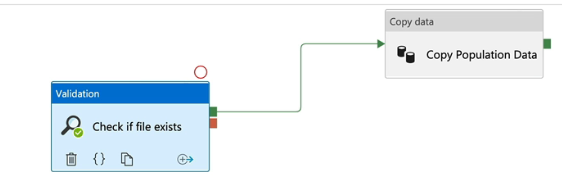 Copy data
Copy Population Data
Validation
Check if file exists
{}